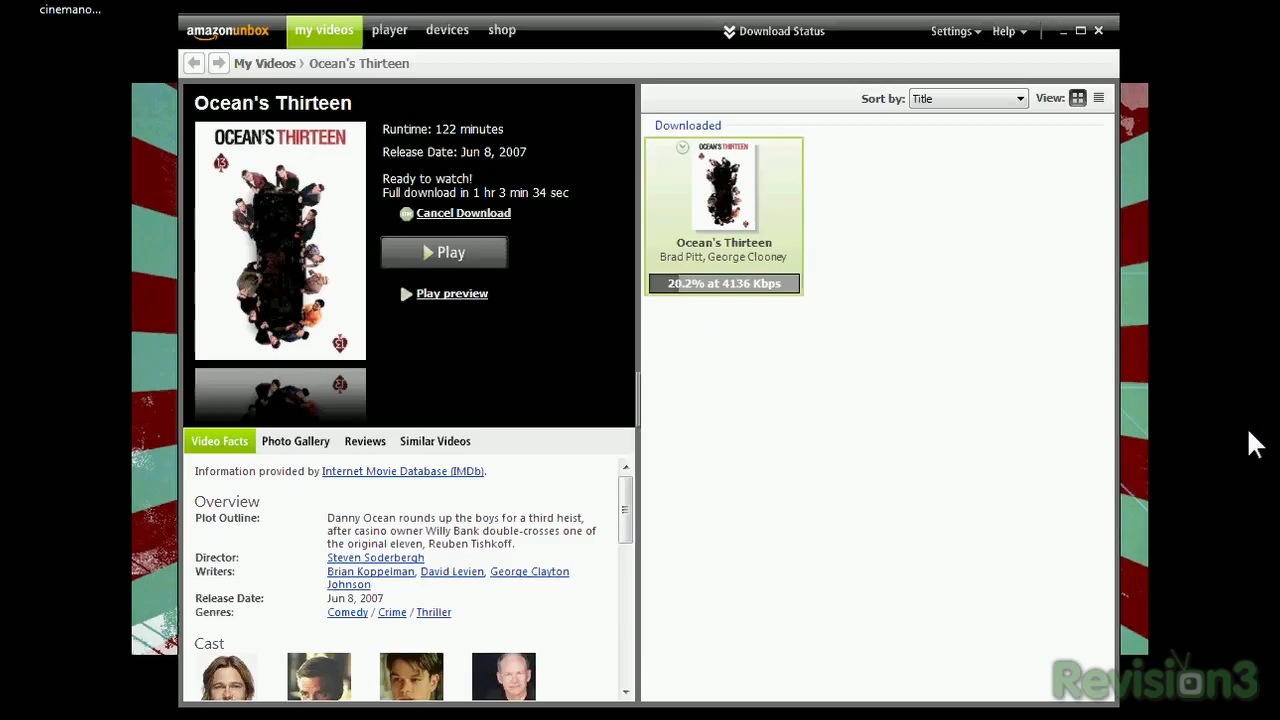 cinemano...
amazonunbox
my videos
player
devices
shop
Download Status
Settings
Help
My Videos › Ocean's Thirteen
Ocean's Thirteen
OCEAN'S THIRTEEN
13
13
13
Runtime: 122 minutes
Release Date: Jun 8, 2007
Ready to watch!
Full download in 1 hr 3 min 34 sec
Cancel Download
Play
Play preview
Sort by: Title
View:
Downloaded
OCEAN'S THIRTEEN
Ocean's Thirteen
Brad Pitt, George Clooney
20.2% at 4136 Kbps
Video Facts
Photo Gallery
Reviews
Similar Videos
Information provided by Internet Movie Database (IMDb).
Overview
Plot Outline: Danny Ocean rounds up the boys for a third heist,
after casino owner Willy Bank double-crosses one of
the original eleven, Reuben Tishkoff.
Director: Steven Soderbergh
Writers: Brian Koppelman, David Levien, George Clayton
Johnson
Release Date: Jun 8, 2007
Genres: Comedy / Crime / Thriller
Cast
Revision3